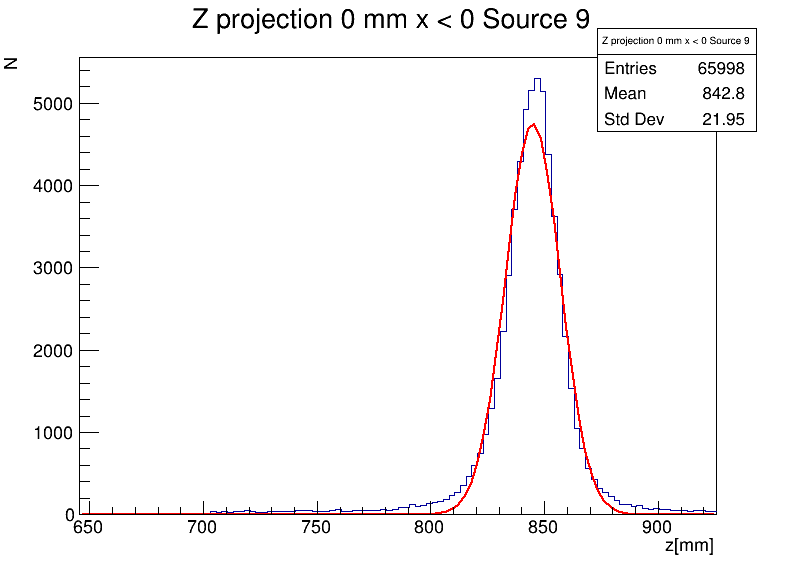 Z projection 0 mm x < 0 Source 9
Z projection 0 mm x < 0 Source 9
Entries 65998
Mean 842.8
Std Dev 21.95
N
5000
4000
3000
2000
1000
0
650 700 750 800 850 900
z[mm]